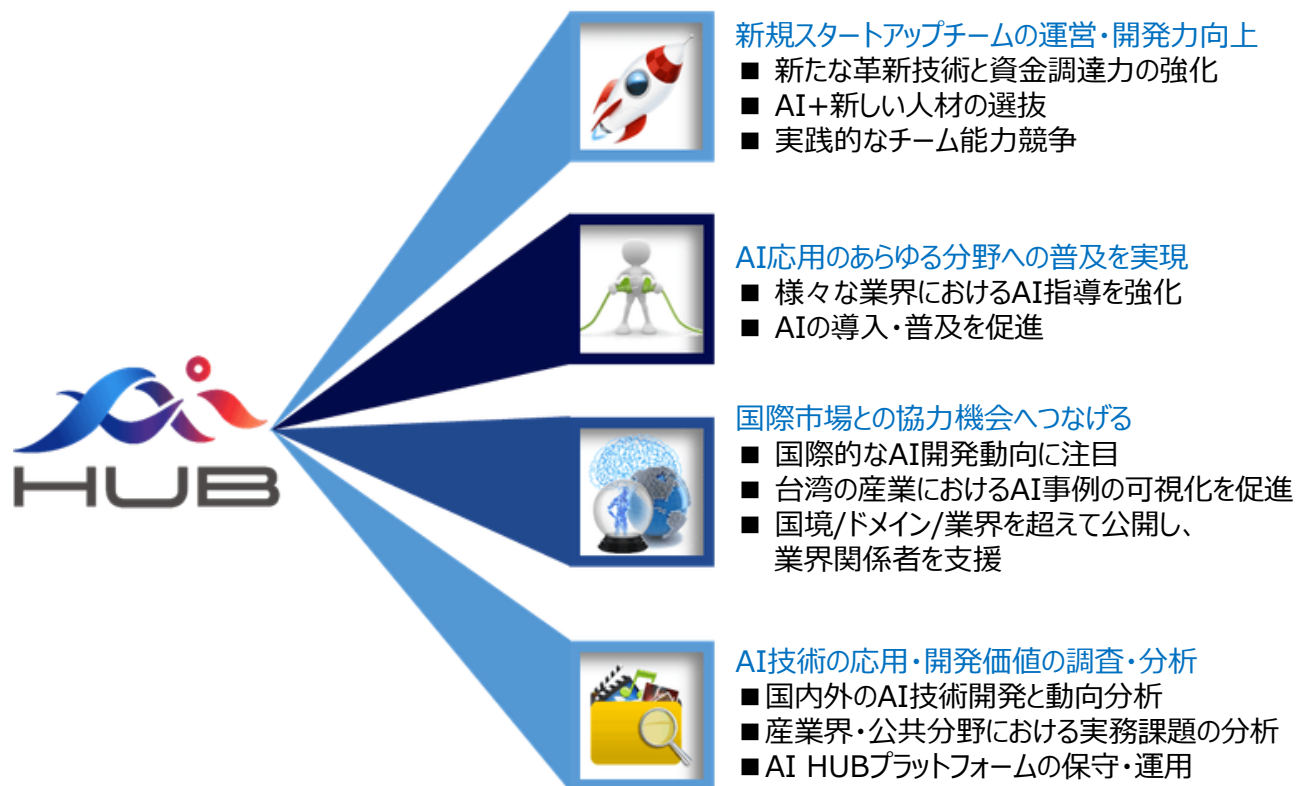 新規スタートアップチームの運営・開発力向上
■ 新たな革新技術と資金調達力の強化
■ AI+新しい人材の選抜
■ 実践的なチーム能力競争
AI応用のあらゆる分野への普及を実現
■ 様々な業界におけるAI指導を強化
■ AIの導入・普及を促進
Ai
HUB
国際市場との協力機会へつなげる
■ 国際的なAI開発動向に注目
■ 台湾の産業におけるAI事例の可視化を促進
■ 国境/ドメイン/業界を超えて公開し、
業界関係者を支援
AI技術の応用・開発価値の調査・分析
■国内外のAI技術開発と動向分析
■産業界・公共分野における実務課題の分析
■AI HUBプラットフォームの保守・運用